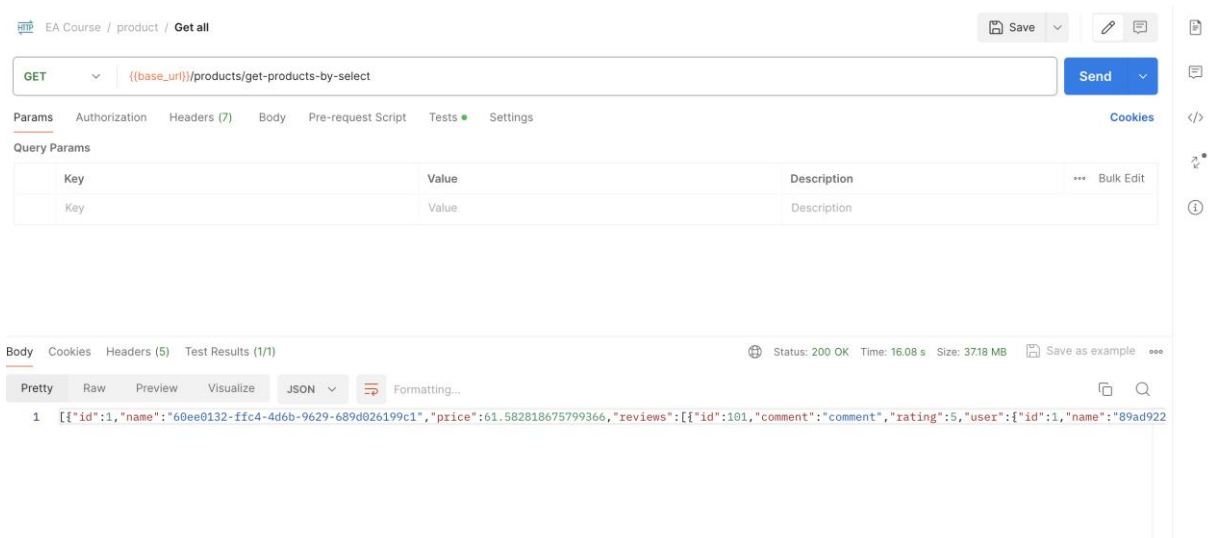 HTTP EA Course / product / Get all Save
GET {{base_url}}/products/get-products-by-select Send
Params Authorization Headers (7) Body Pre-request Script Tests Settings Cookies
Query Params
Key Value Description Bulk Edit
Key Value Description
Body Cookies Headers (5) Test Results (1/1) Status: 200 OK Time: 16.08 s Size: 37.18 MB Save as example
Pretty Raw Preview Visualize JSON Formatting...
1 [{"id":1,"name":"60ee0132-ffc4-4d6b-9629-689d026199c1","price":61.582818675799366,"reviews":[{"id":101,"comment":"comment","rating":5,"user":{"id":1,"name":"89ad922